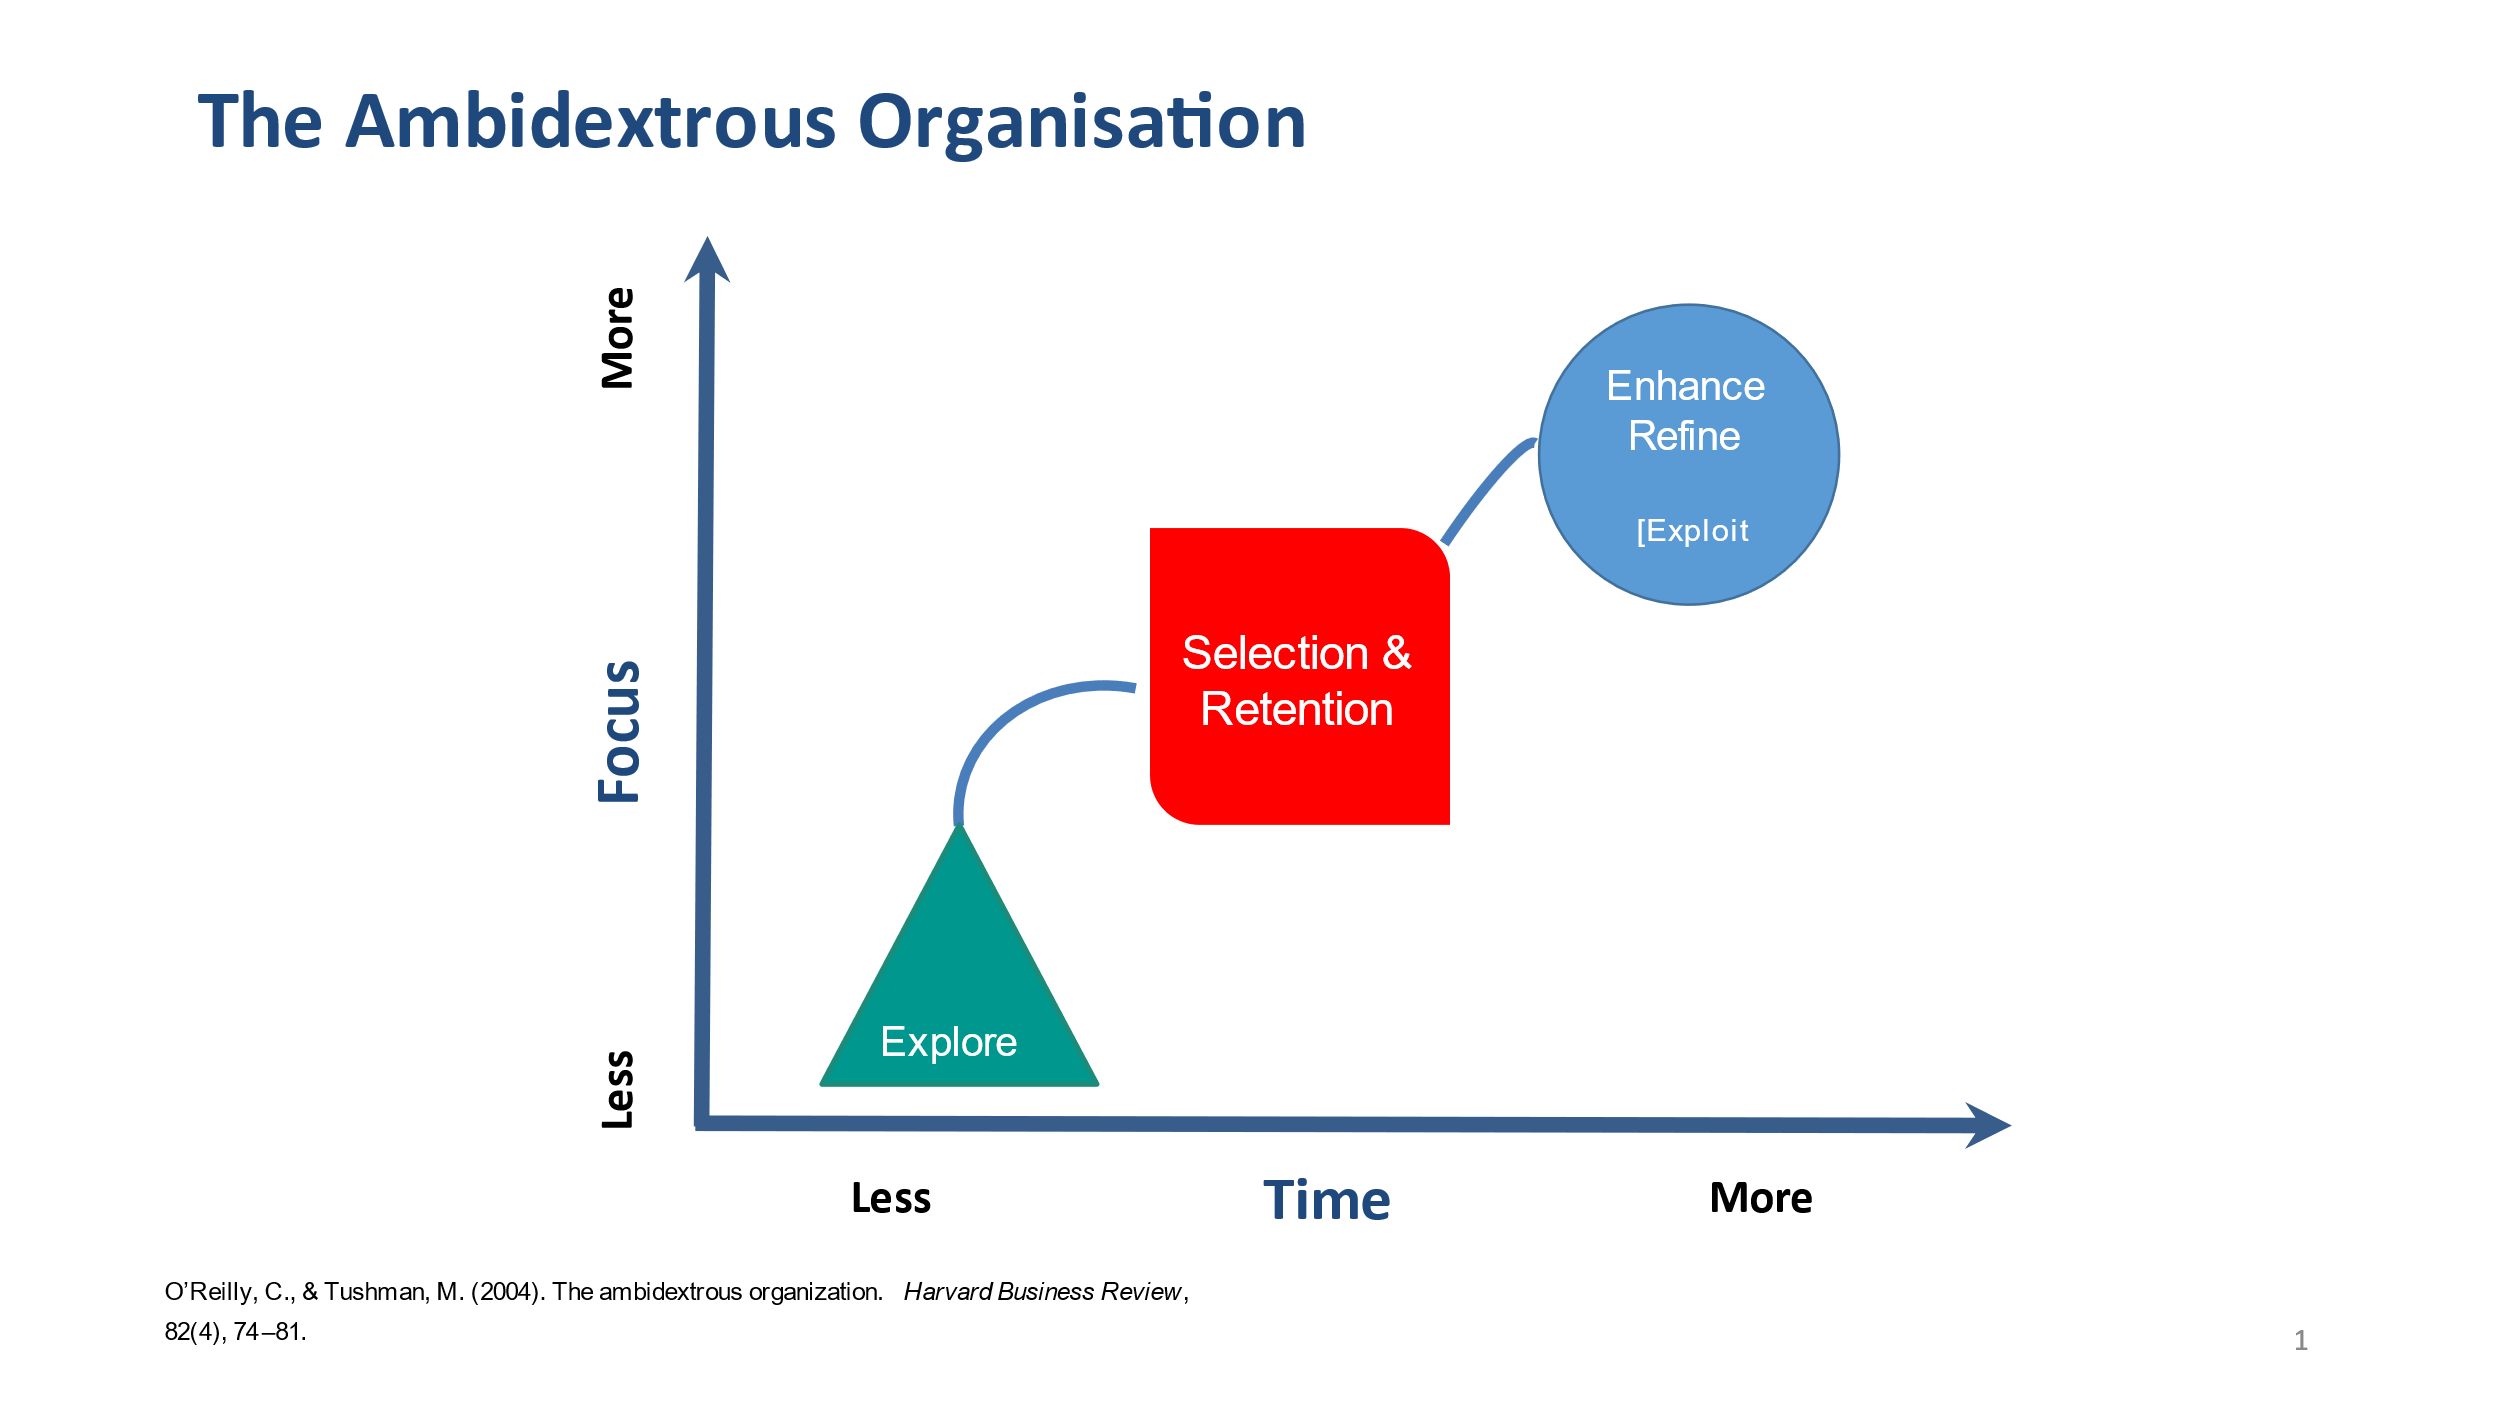 The Ambidextrous Organisation
More
Enhance
Refine
[Exploit
Selection &
Retention
Focus
Explore
Less
Less
Time
More
O’Reilly, C., & Tushman, M. (2004). The ambidextrous organization. Harvard Business Review,
82(4), 74–81.
1